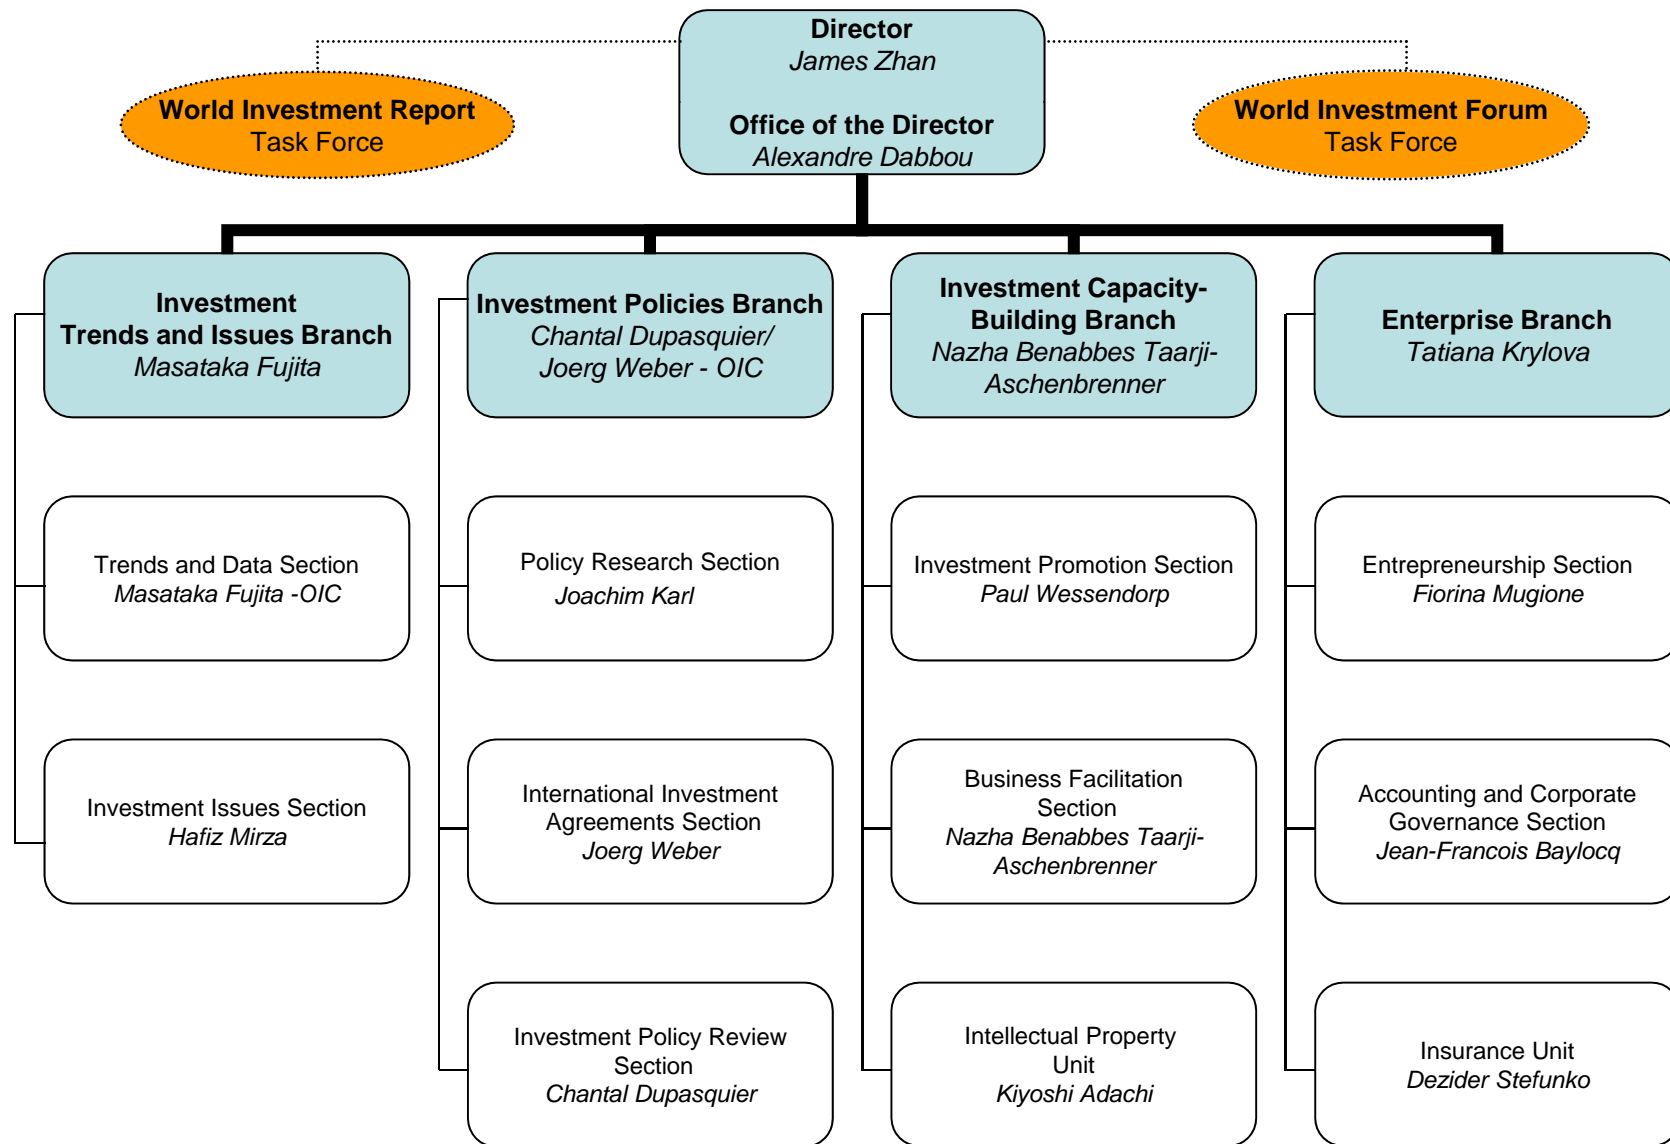 Director
James Zhan
Office of the Director
Alexandre Dabbou
World Investment Report
Task Force
World Investment Forum
Task Force
Investment
Trends and Issues Branch
Masataka Fujita
Investment Policies Branch
Chantal Dupasquier/
Joerg Weber - OIC
Investment Capacity-
Building Branch
Nazha Benabbes Taarji-
Aschenbrenner
Enterprise Branch
Tatiana Krylova
Trends and Data Section
Masataka Fujita -OIC
Policy Research Section
Joachim Karl
Investment Promotion Section
Paul Wessendorp
Entrepreneurship Section
Fiorina Mugione
Investment Issues Section
Hafiz Mirza
International Investment
Agreements Section
Joerg Weber
Business Facilitation
Section
Nazha Benabbes Taarji-
Aschenbrenner
Accounting and Corporate
Governance Section
Jean-Francois Baylocq
Investment Policy Review
Section
Chantal Dupasquier
Intellectual Property
Unit
Kiyoshi Adachi
Insurance Unit
Dezider Stefunko